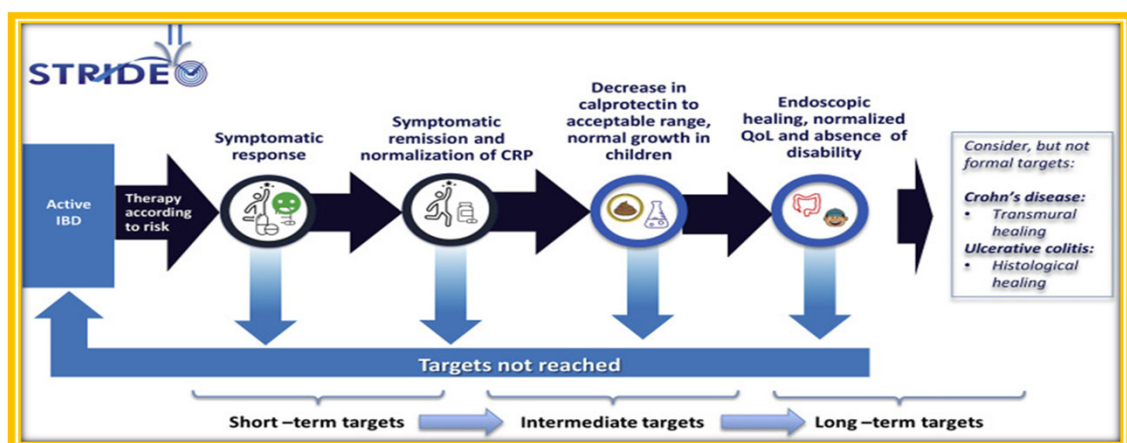 STRIDE
Active
IBD
Therapy
according
to risk
Symptomatic
response
Symptomatic
remission and
normalization of CRP
Decrease in
calprotectin to
acceptable range,
normal growth in
children
Endoscopic
healing, normalized
QoL and absence of
disability
Consider, but not
formal targets:
Crohn's disease:
• Transmural
healing
Ulcerative colitis:
• Histological
healing
Targets not reached
Short –term targets
Intermediate targets
Long –term targets